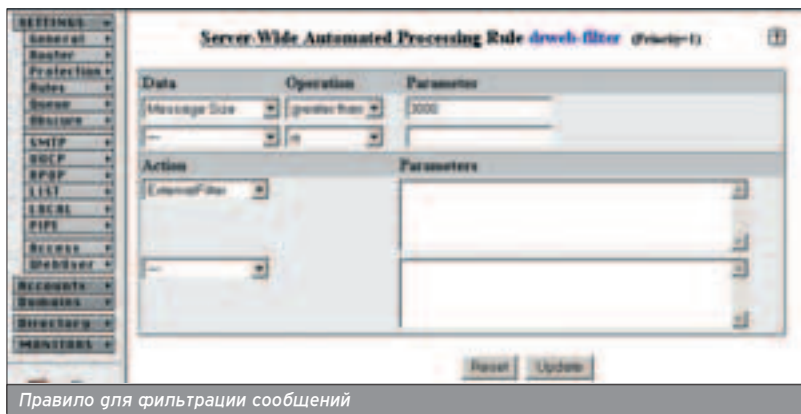 SETTINGS
General
Router
Protection
Rules
Queue
Obscure
SMTP
RPOP
LIST
LOCAL
PIPE
Access
WebUser
Accounts
Domains
Directory
MONITORS
Server-Wide Automated Processing Rule drweb-filter (Priority=1)
?
Data Operation Parameter
Message Size greater than 3000
--- is
Action Parameters
ExternalFilter
---
Reset Update
Правило для фильтрации сообщений